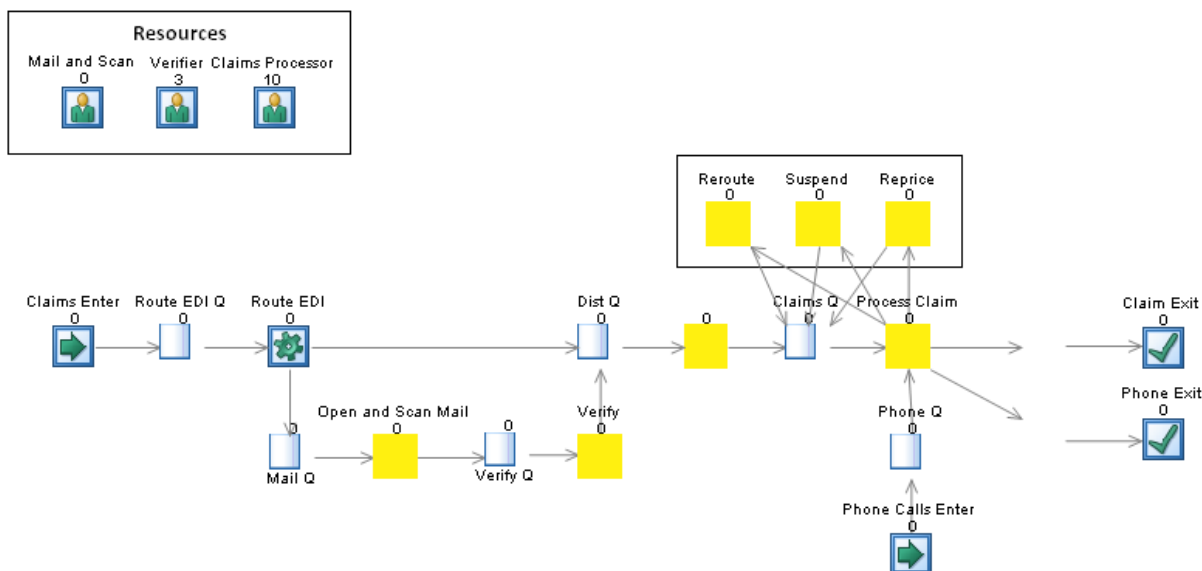 Resources
Mail and Scan Verifier Claims Processor
0 3 10
Reroute Suspend Reprice
0 0 0
Claims Enter Route EDI Q Route EDI Dist Q Claims Q Process Claim Claim Exit
0 0 0 0 0 0 0 0
Open and Scan Mail Verify Phone Q Phone Exit
0 0 0 0 0 0 0
Mail Q Verify Q
Phone Calls Enter
0